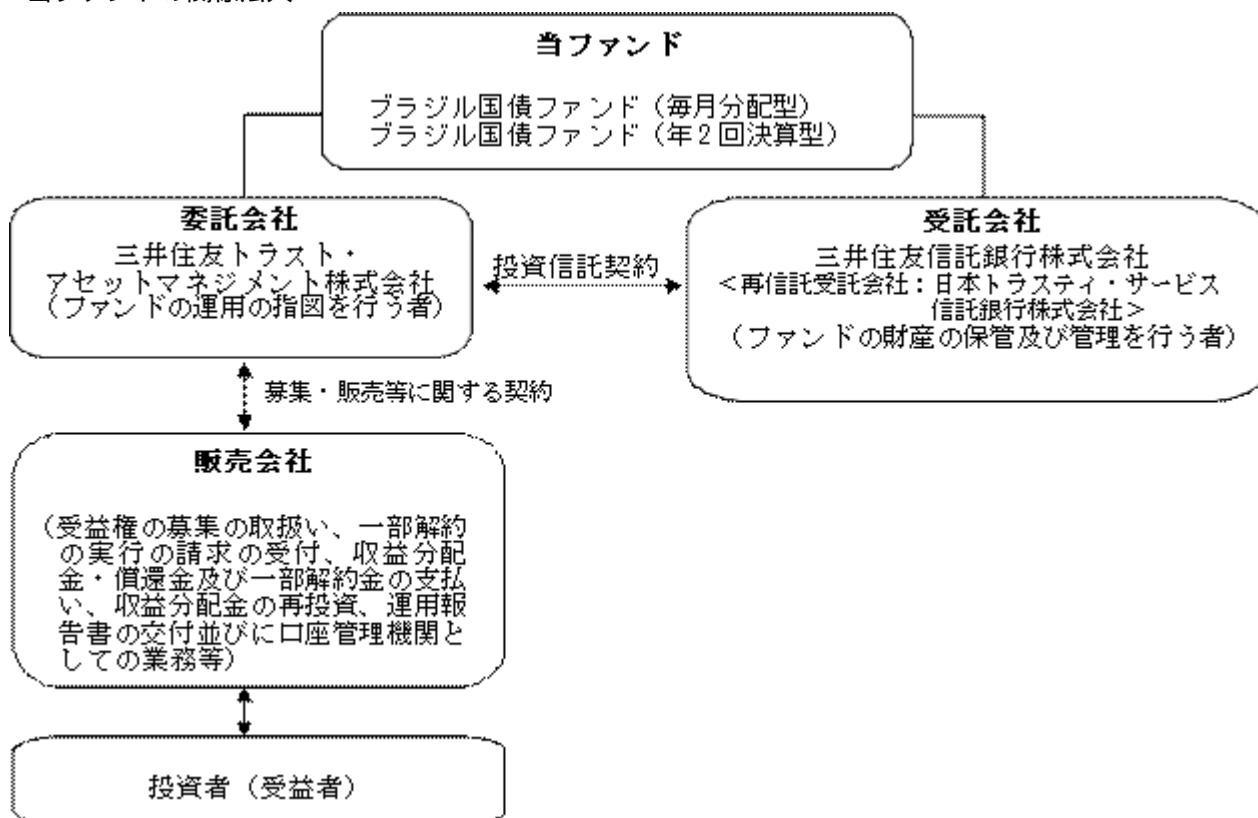 当ファンド
ブラジル国債ファンド（毎月分配型）
ブラジル国債ファンド（年２回決算型）
委託会社
三井住友トラスト・
アセットマネジメント株式会社
（ファンドの運用の指図を行う者）
投資信託契約
受託会社
三井住友信託銀行株式会社
＜再信託受託会社：日本トラスティ・サービス
信託銀行株式会社＞
（ファンドの財産の保管及び管理を行う者）
募集・販売等に関する契約
販売会社
（受益権の募集の取扱い、一部解約
の実行の請求の受付、収益分配
金・償還金及び一部解約金の支払
い、収益分配金の再投資、運用報
告書の交付並びに口座管理機関と
しての業務等）
投資者（受益者）